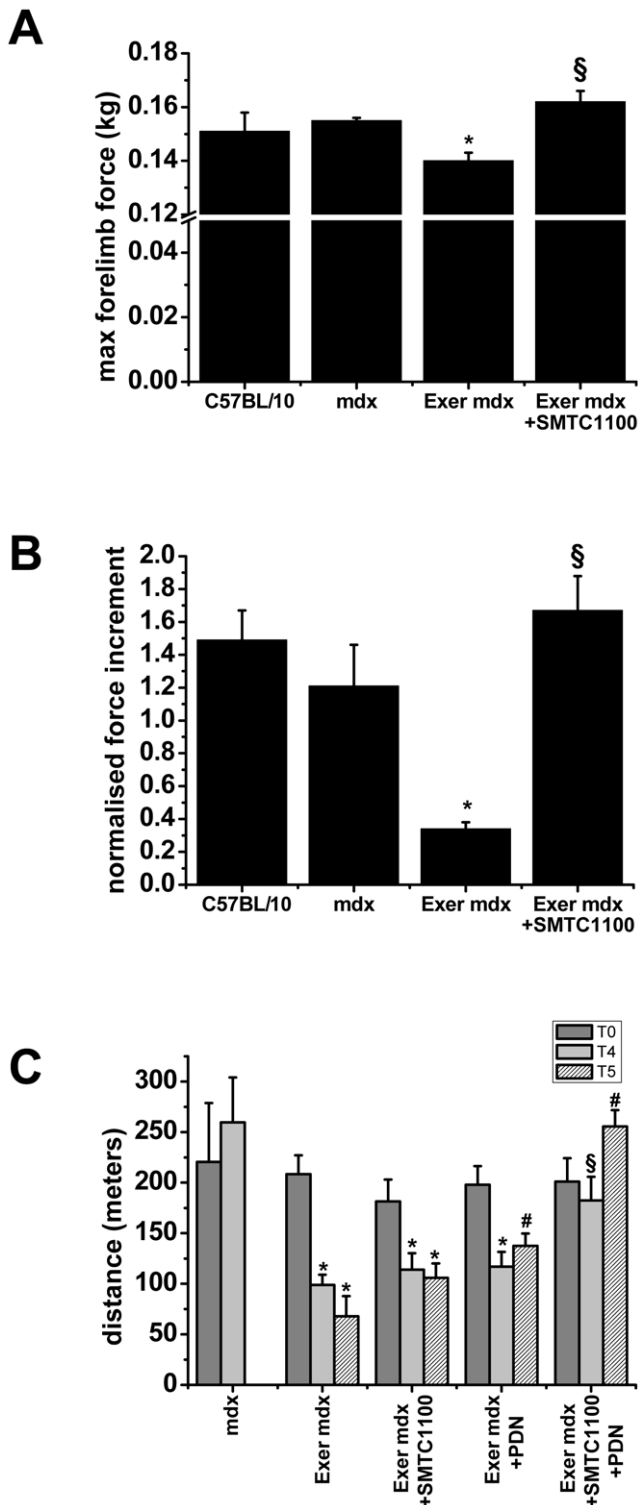 A
max forelimb force (kg)
0.18
0.16
0.14
0.12
0.04
0.02
0.00
*
§
C57BL/10
mdx
Exer mdx
Exer mdx
+SMTC1100
B
normalised force increment
2.0
1.8
1.6
1.4
1.2
1.0
0.8
0.6
0.4
0.2
0.0
*
§
C57BL/10
mdx
Exer mdx
Exer mdx
+SMTC1100
C
T0
T4
T5
distance (meters)
300
250
200
150
100
50
0
*
*
*
*
*
#
§
#
mdx
Exer mdx
Exer mdx
+SMTC1100
Exer mdx
+PDN
Exer mdx
+SMTC1100
+PDN